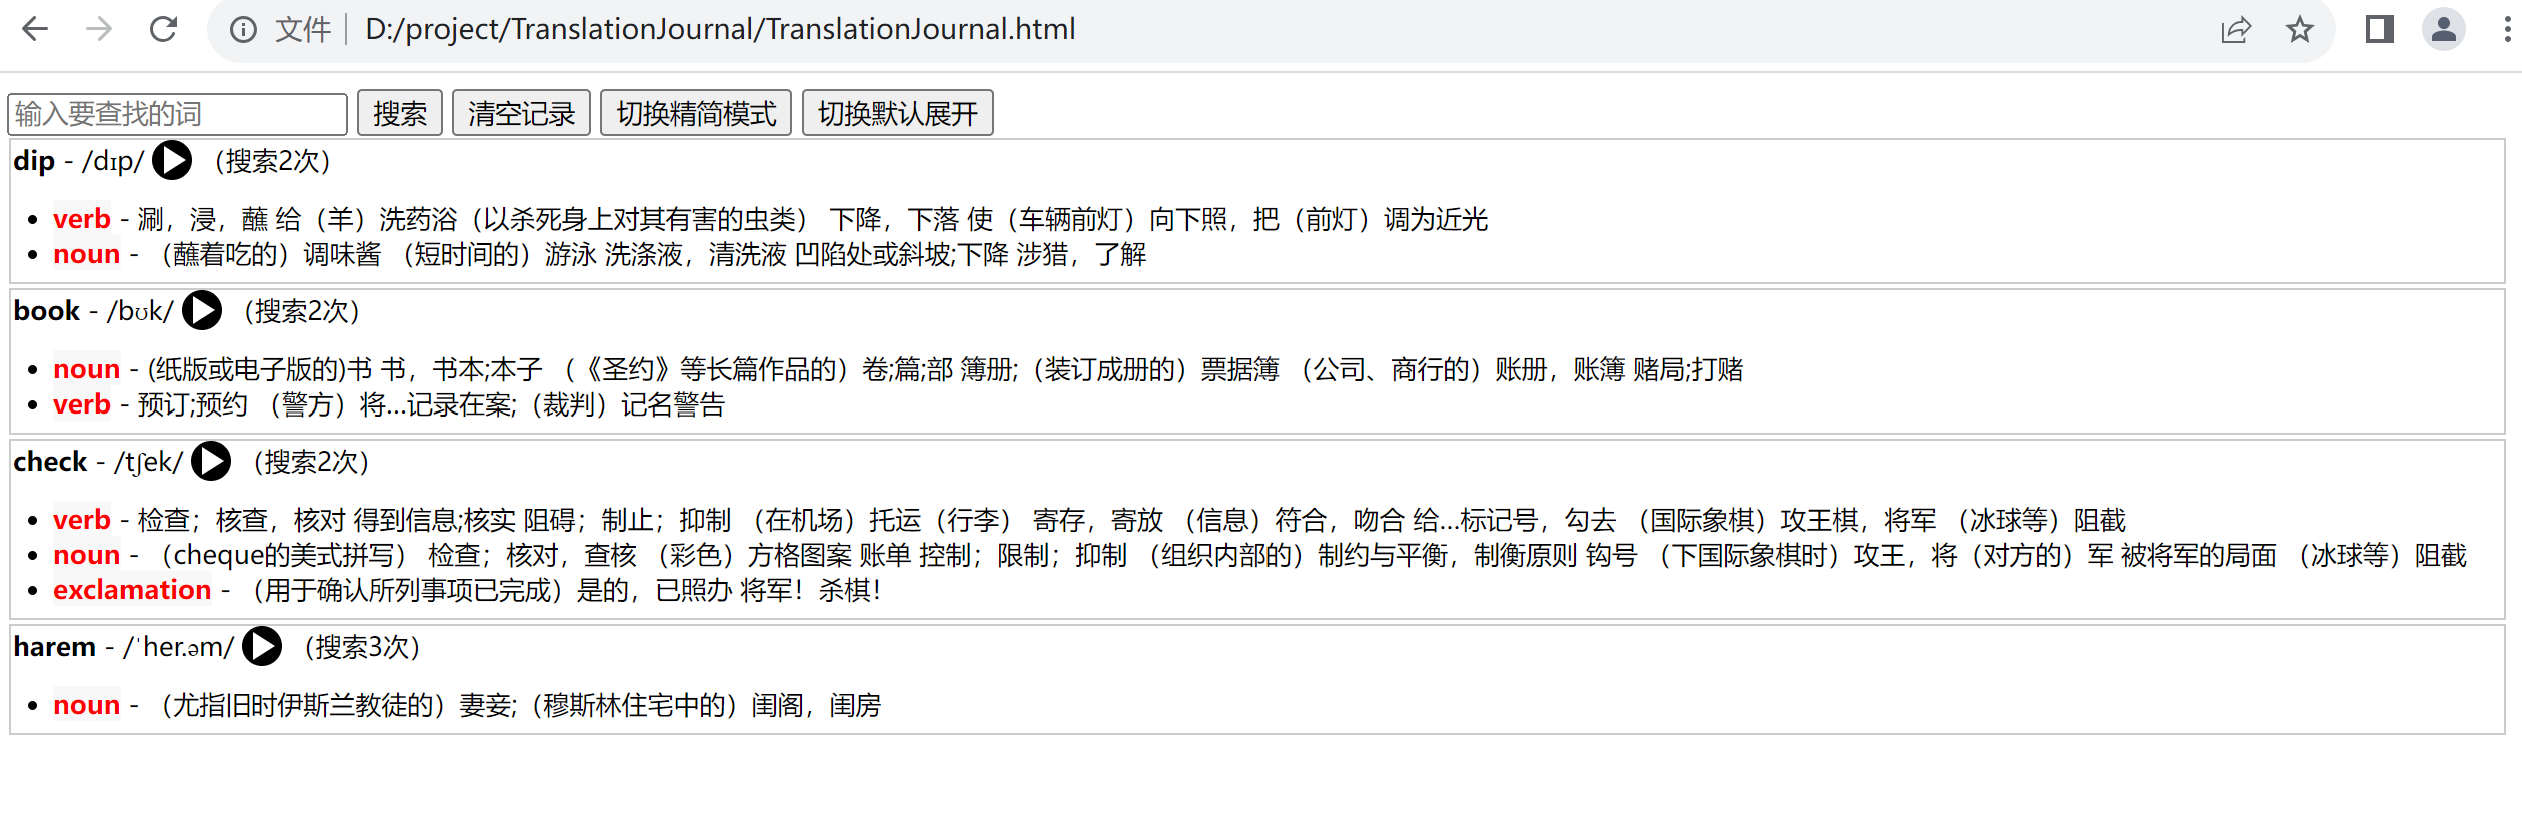 文件 D:/project/TranslationJournal/TranslationJournal.html
输入要查找的词 搜索 清空记录 切换精简模式 切换默认展开
dip - /dɪp/ （搜索2次）
verb - 涮，浸，蘸 给（羊）洗药浴（以杀死身上对其有害的虫类） 下降，下落 使（车辆前灯）向下照，把（前灯）调为近光
noun - （蘸着吃的）调味酱 （短时间的）游泳 洗涤液，清洗液 凹陷处或斜坡;下降 涉猎，了解
book - /bʊk/ （搜索2次）
noun - (纸版或电子版的)书 书，书本;本子 （《圣约》等长篇作品的）卷;篇;部 簿册;（装订成册的）票据簿 （公司、商行的）账册，账簿 赌局;打赌
verb - 预订;预约 （警方）将…记录在案;（裁判）记名警告
check - /tʃek/ （搜索2次）
verb - 检查；核查，核对 得到信息;核实 阻碍；制止；抑制 （在机场）托运（行李） 寄存，寄放 （信息）符合，吻合 给…标记号，勾去 （国际象棋）攻王棋，将军 （冰球等）阻截
noun - （cheque的美式拼写） 检查；核对，查核 （彩色）方格图案 账单 控制；限制；抑制 （组织内部的）制约与平衡，制衡原则 钩号 （下国际象棋时）攻王，将（对方的）军 被将军的局面 （冰球等）阻截
exclamation - （用于确认所列事项已完成）是的，已照办 将军！杀棋！
harem - /ˈher.əm/ （搜索3次）
noun - （尤指旧时伊斯兰教徒的）妻妾;（穆斯林住宅中的）闺阁，闺房